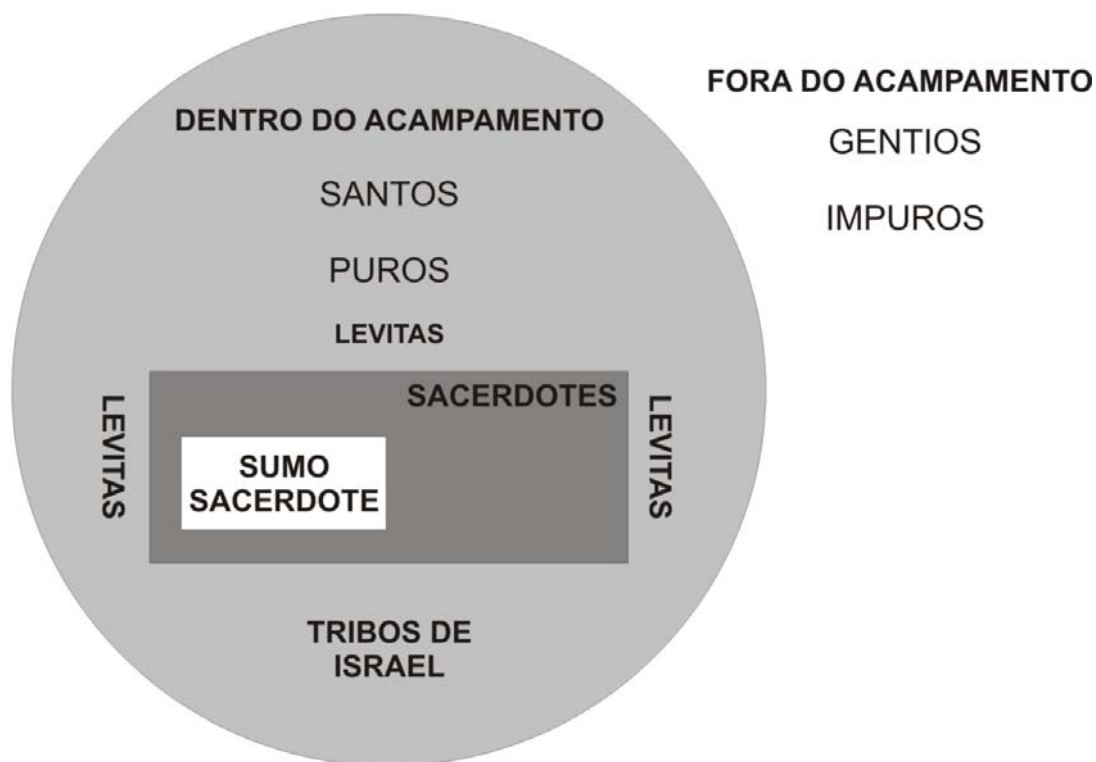 FORA DO ACAMPAMENTO
GENTIOS
IMPUROS
DENTRO DO ACAMPAMENTO
SANTOS
PUROS
LEVITAS
LEVITAS
SACERDOTES
SUMO
SACERDOTE
LEVITAS
TRIBOS DE
ISRAEL